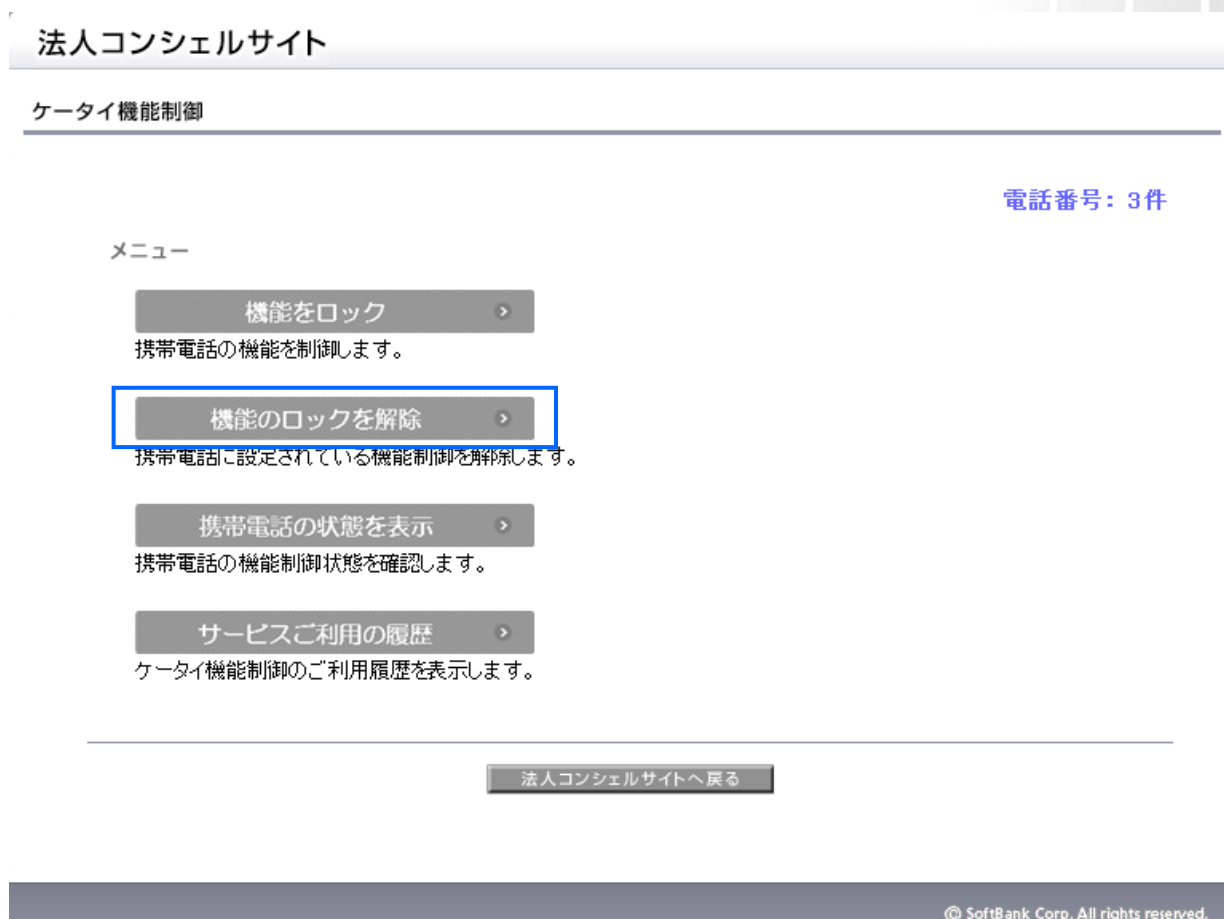 法人コンシェルサイト
ケータイ機能制御
電話番号：3件
メニュー
機能をロック
携帯電話の機能を制御します。
機能のロックを解除
携帯電話に設定されている機能制御を解除します。
携帯電話の状態を表示
携帯電話の機能制御状態を確認します。
サービスご利用の履歴
ケータイ機能制御のご利用履歴を表示します。
法人コンシェルサイトへ戻る
© SoftBank Corp. All rights reserved.